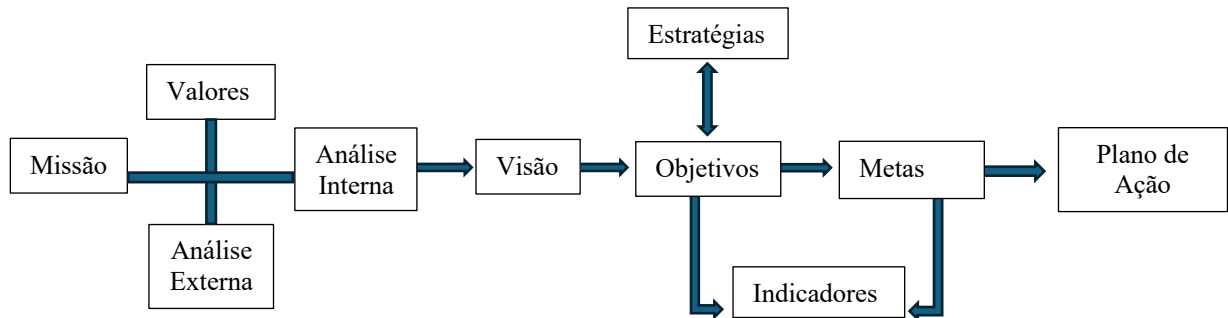 Estratégias
Valores
Missão
Análise
Interna
Visão
Objetivos
Metas
Plano de
Ação
Análise
Externa
Indicadores